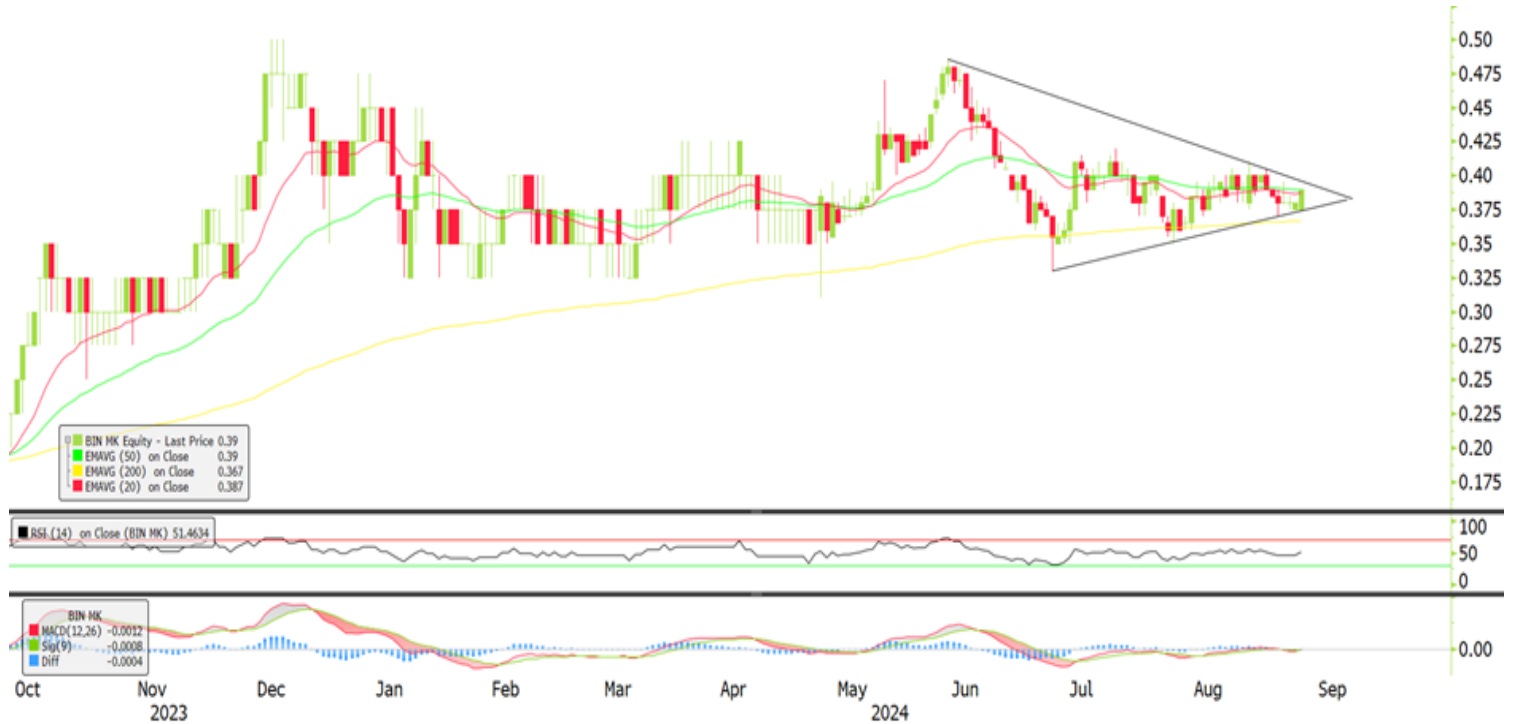 0.50
0.475
0.45
0.425
0.40
0.375
0.35
0.325
0.30
0.275
0.25
0.225
0.20
0.175
BIN MK Equity - Last Price 0.39
EMAVG (50) on Close 0.39
EMAVG (200) on Close 0.367
EMAVG (20) on Close 0.387
RSI (14) on Close (BIN MK) 51.4634
100
50
0
BIN MK
MACD(12,26) -0.0012
Sig(9) -0.0008
Diff -0.0004
0.00
Oct Nov Dec Jan Feb Mar Apr May Jun Jul Aug Sep
2023 2024